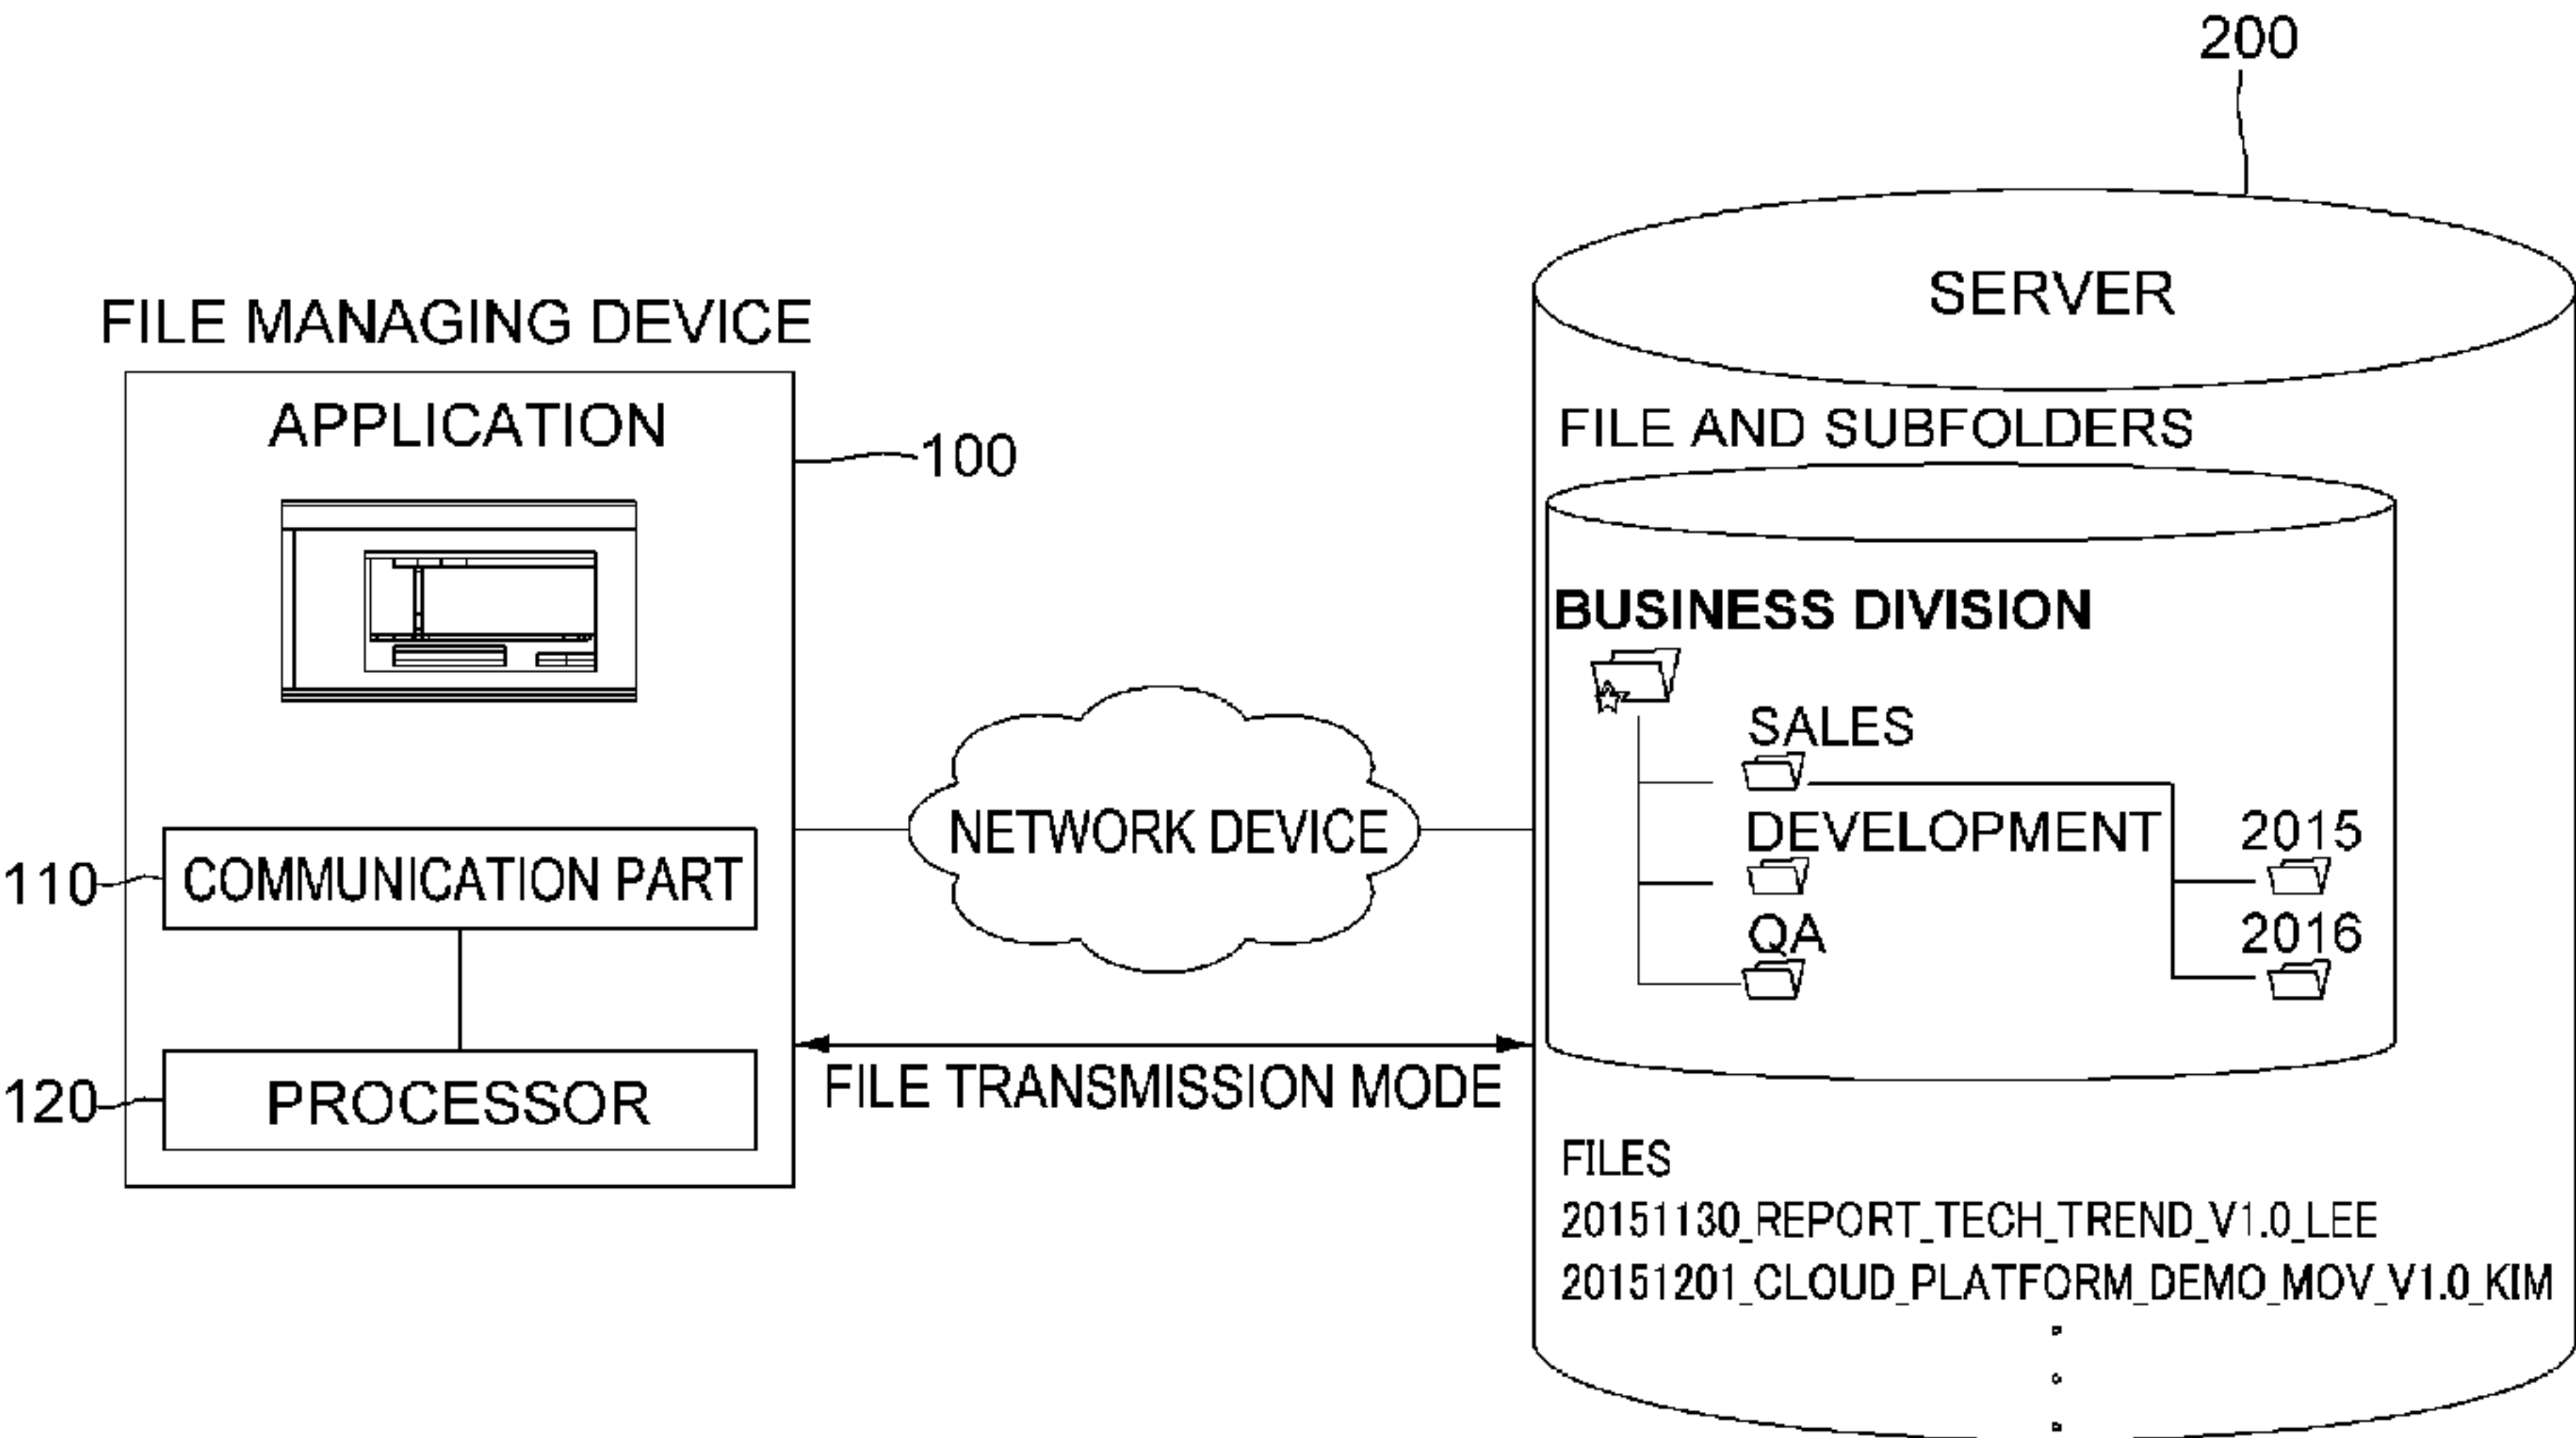 200
SERVER
FILE MANAGING DEVICE
APPLICATION
100
FILE AND SUBFOLDERS
BUSINESS DIVISION
SALES
DEVELOPMENT
2015
QA
2016
NETWORK DEVICE
110
COMMUNICATION PART
120
PROCESSOR
FILE TRANSMISSION MODE
FILES
20151130_REPORT_TECH_TREND_V1.0_LEE
20151201_CLOUD_PLATFORM_DEMO_MOV_V1.0_KIM